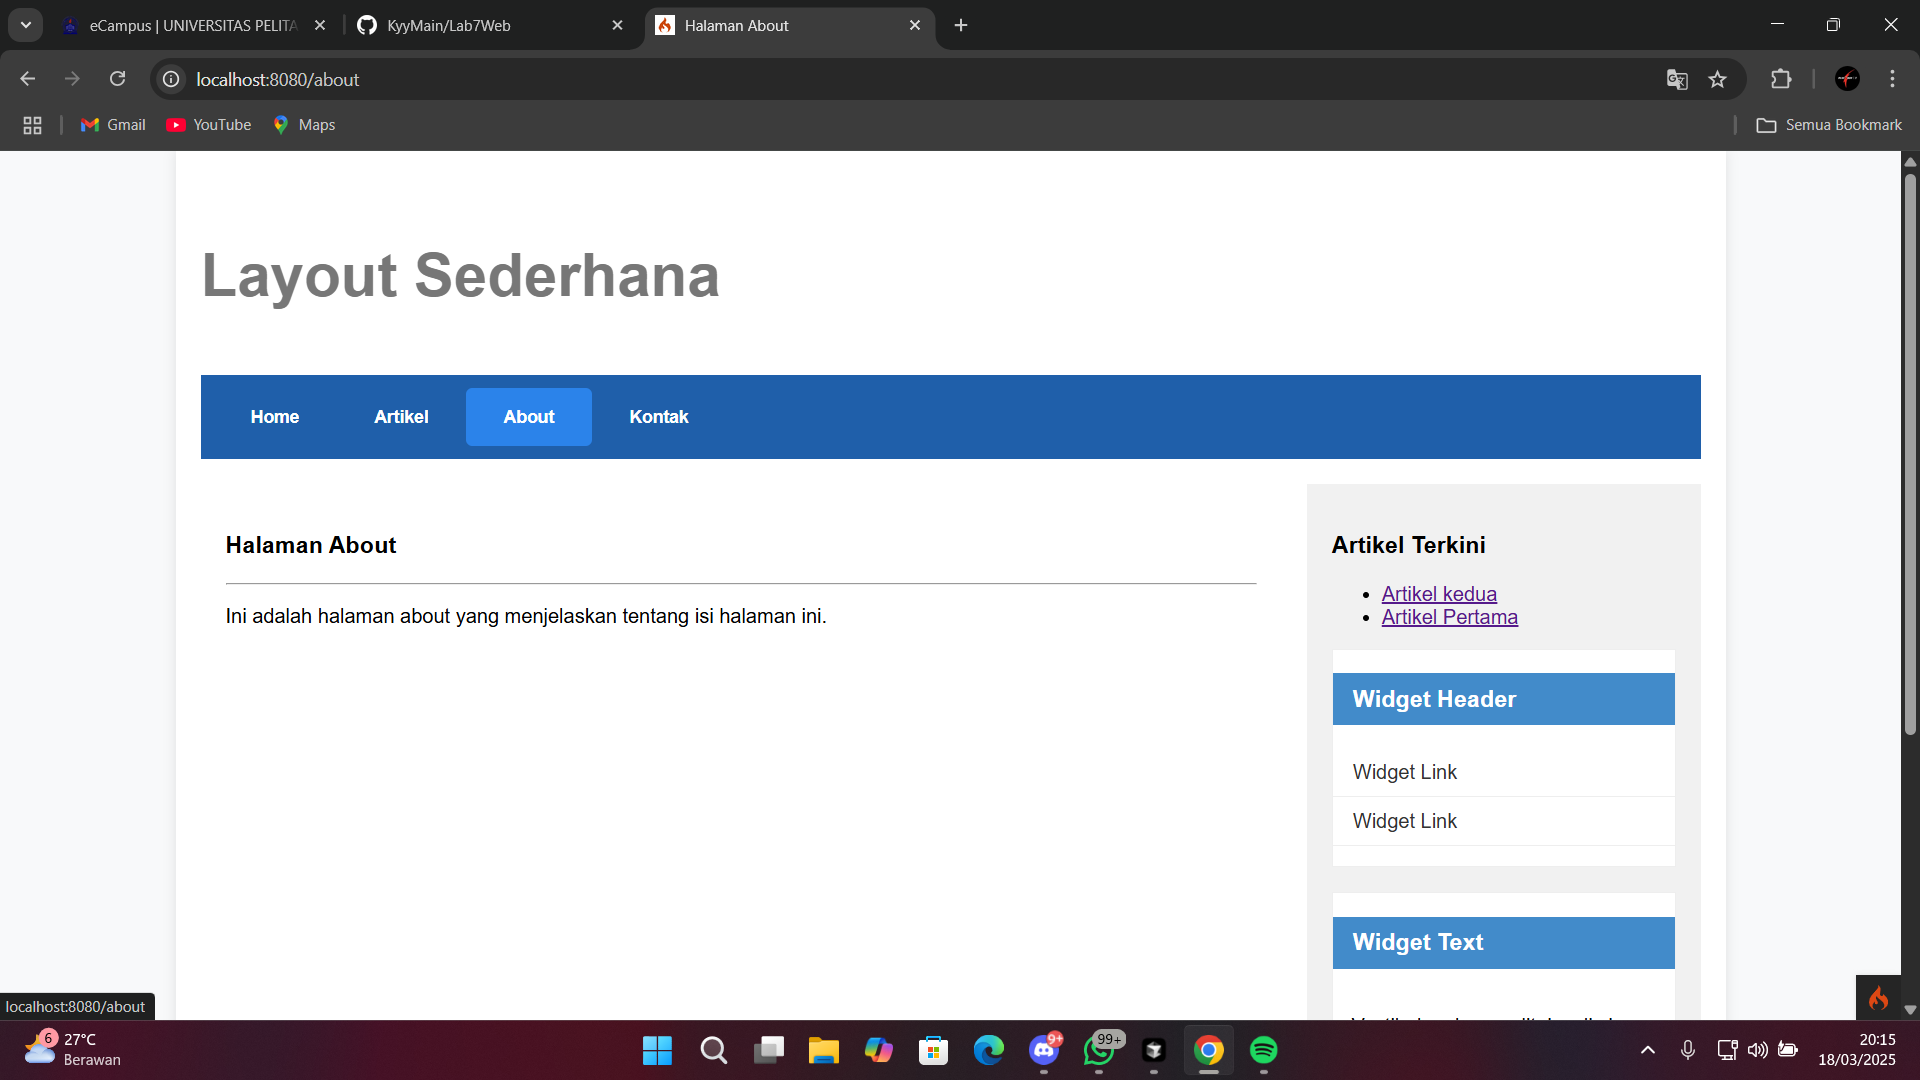 eCampus | UNIVERSITAS PELITA
KyyMain/Lab7Web
Halaman About
localhost:8080/about
Gmail
YouTube
Maps
Semua Bookmark
Layout Sederhana
Home
Artikel
About
Kontak
Halaman About
Ini adalah halaman about yang menjelaskan tentang isi halaman ini.
Artikel Terkini
Artikel kedua
Artikel Pertama
Widget Header
Widget Link
Widget Link
Widget Text
localhost:8080/about
6
27°C
Berawan
9+
99+
20:15
18/03/2025